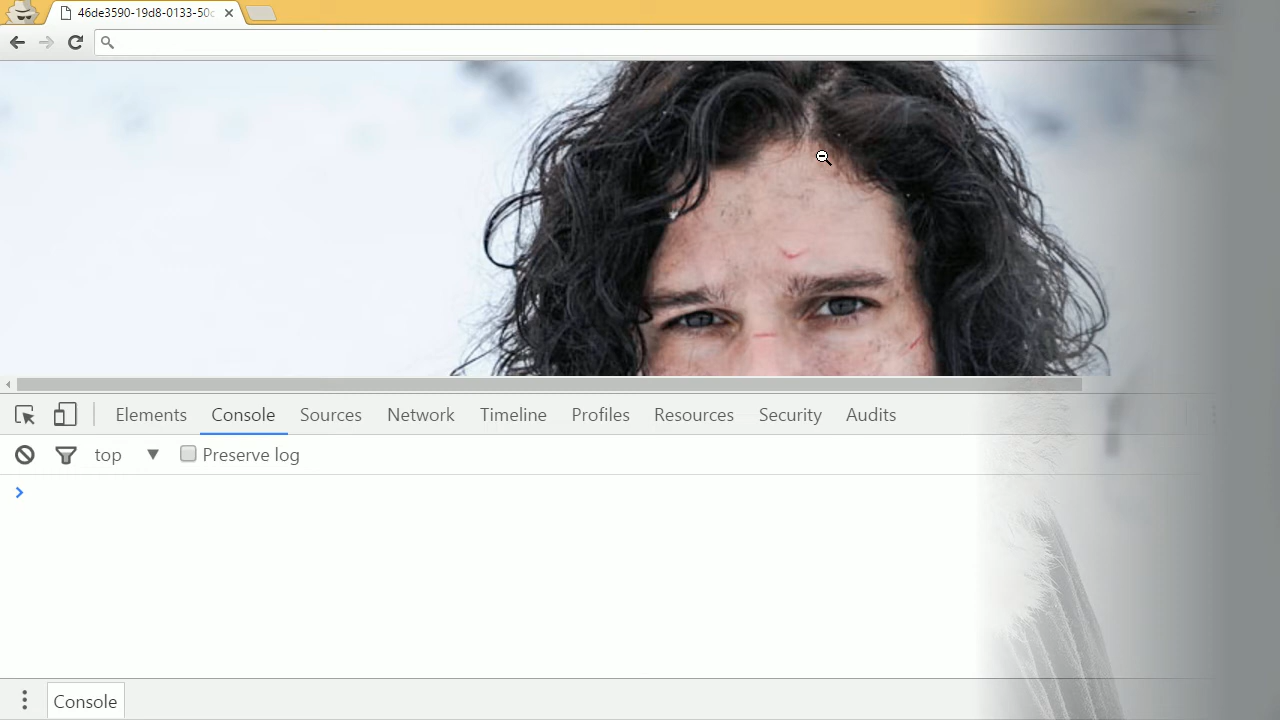 46de3590-19d8-0133-50
Elements Console Sources Network Timeline Profiles Resources Security Audits
top Preserve log
Console